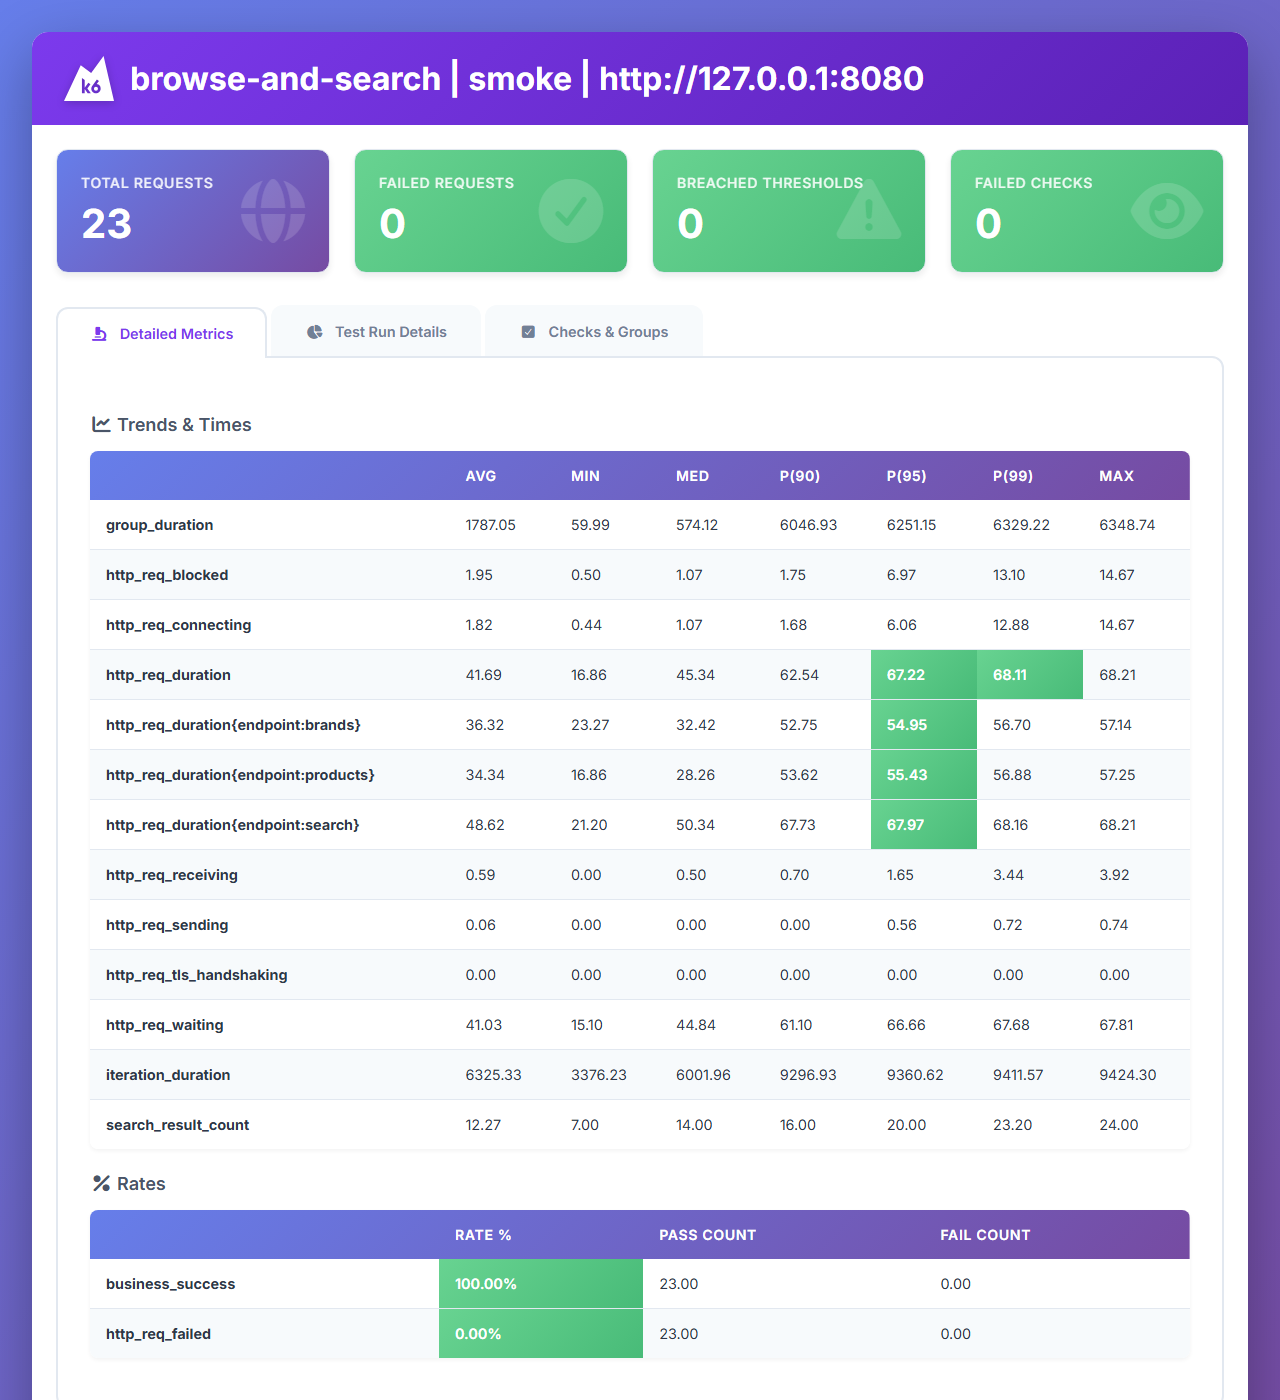 k6
browse-and-search | smoke | http://127.0.0.1:8080
TOTAL REQUESTS
23
FAILED REQUESTS
0
BREACHED THRESHOLDS
0
FAILED CHECKS
0
Detailed Metrics
Test Run Details
Checks & Groups
Trends & Times
AVG MIN MED P(90) P(95) P(99) MAX
group_duration 1787.05 59.99 574.12 6046.93 6251.15 6329.22 6348.74
http_req_blocked 1.95 0.50 1.07 1.75 6.97 13.10 14.67
http_req_connecting 1.82 0.44 1.07 1.68 6.06 12.88 14.67
http_req_duration 41.69 16.86 45.34 62.54 67.22 68.11 68.21
http_req_duration{endpoint:brands} 36.32 23.27 32.42 52.75 54.95 56.70 57.14
http_req_duration{endpoint:products} 34.34 16.86 28.26 53.62 55.43 56.88 57.25
http_req_duration{endpoint:search} 48.62 21.20 50.34 67.73 67.97 68.16 68.21
http_req_receiving 0.59 0.00 0.50 0.70 1.65 3.44 3.92
http_req_sending 0.06 0.00 0.00 0.00 0.56 0.72 0.74
http_req_tls_handshaking 0.00 0.00 0.00 0.00 0.00 0.00 0.00
http_req_waiting 41.03 15.10 44.84 61.10 66.66 67.68 67.81
iteration_duration 6325.33 3376.23 6001.96 9296.93 9360.62 9411.57 9424.30
search_result_count 12.27 7.00 14.00 16.00 20.00 23.20 24.00
Rates
RATE % PASS COUNT FAIL COUNT
business_success 100.00% 23.00 0.00
http_req_failed 0.00% 23.00 0.00